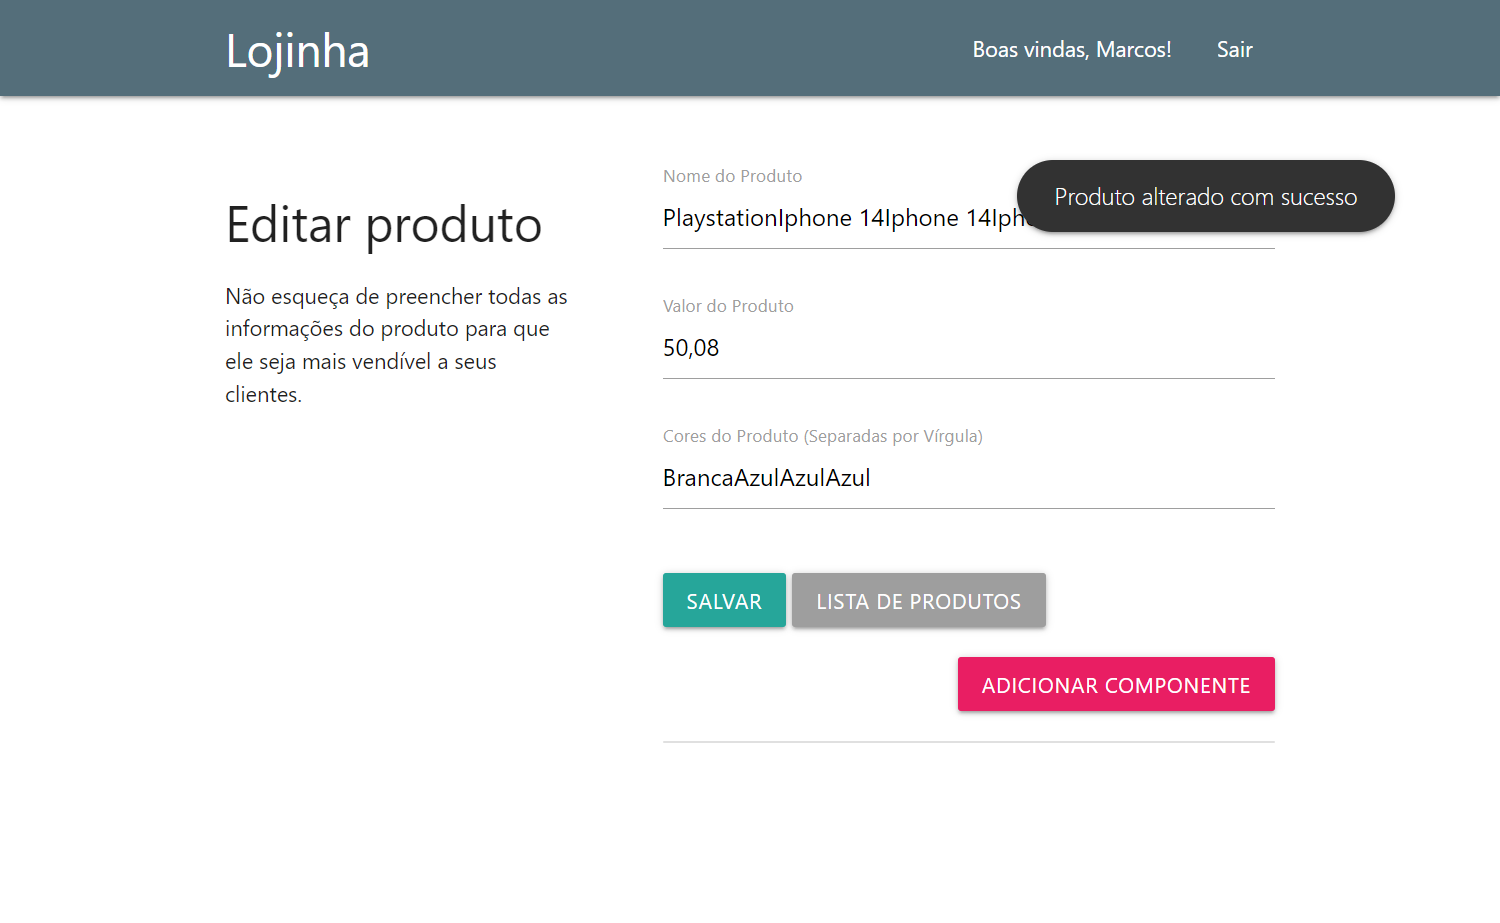 Lojinha
Boas vindas, Marcos!
Sair
Editar produto
Não esqueça de preencher todas as
informações do produto para que
ele seja mais vendível a seus
clientes.
Nome do Produto
PlaystationIphone 14Iphone 14Iph
Produto alterado com sucesso
Valor do Produto
50,08
Cores do Produto (Separadas por Vírgula)
BrancaAzulAzulAzul
SALVAR
LISTA DE PRODUTOS
ADICIONAR COMPONENTE